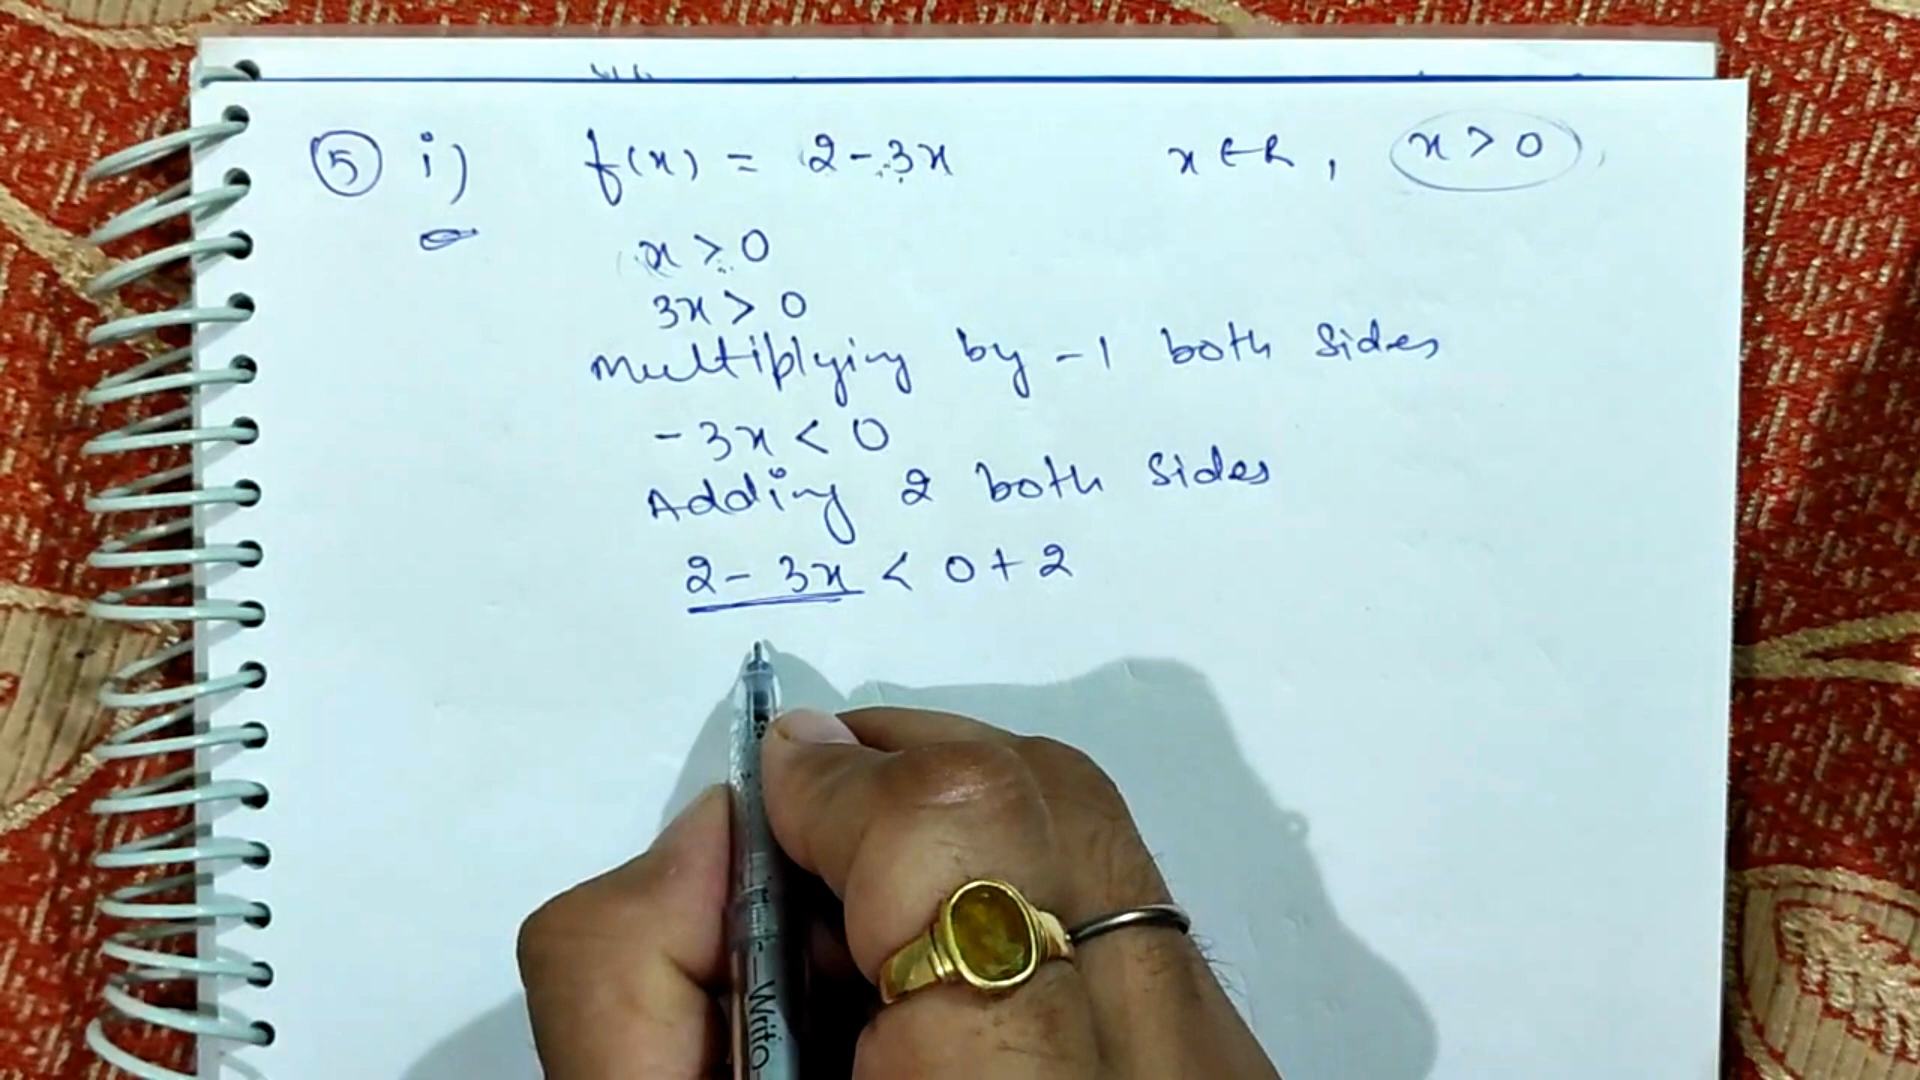 5 i) f(x) = 2-3x x ∈ R, x > 0
x > 0
3x > 0
Multiplying by -1 both sides
-3x < 0
Adding 2 both sides
2 - 3x < 0 + 2
Writo